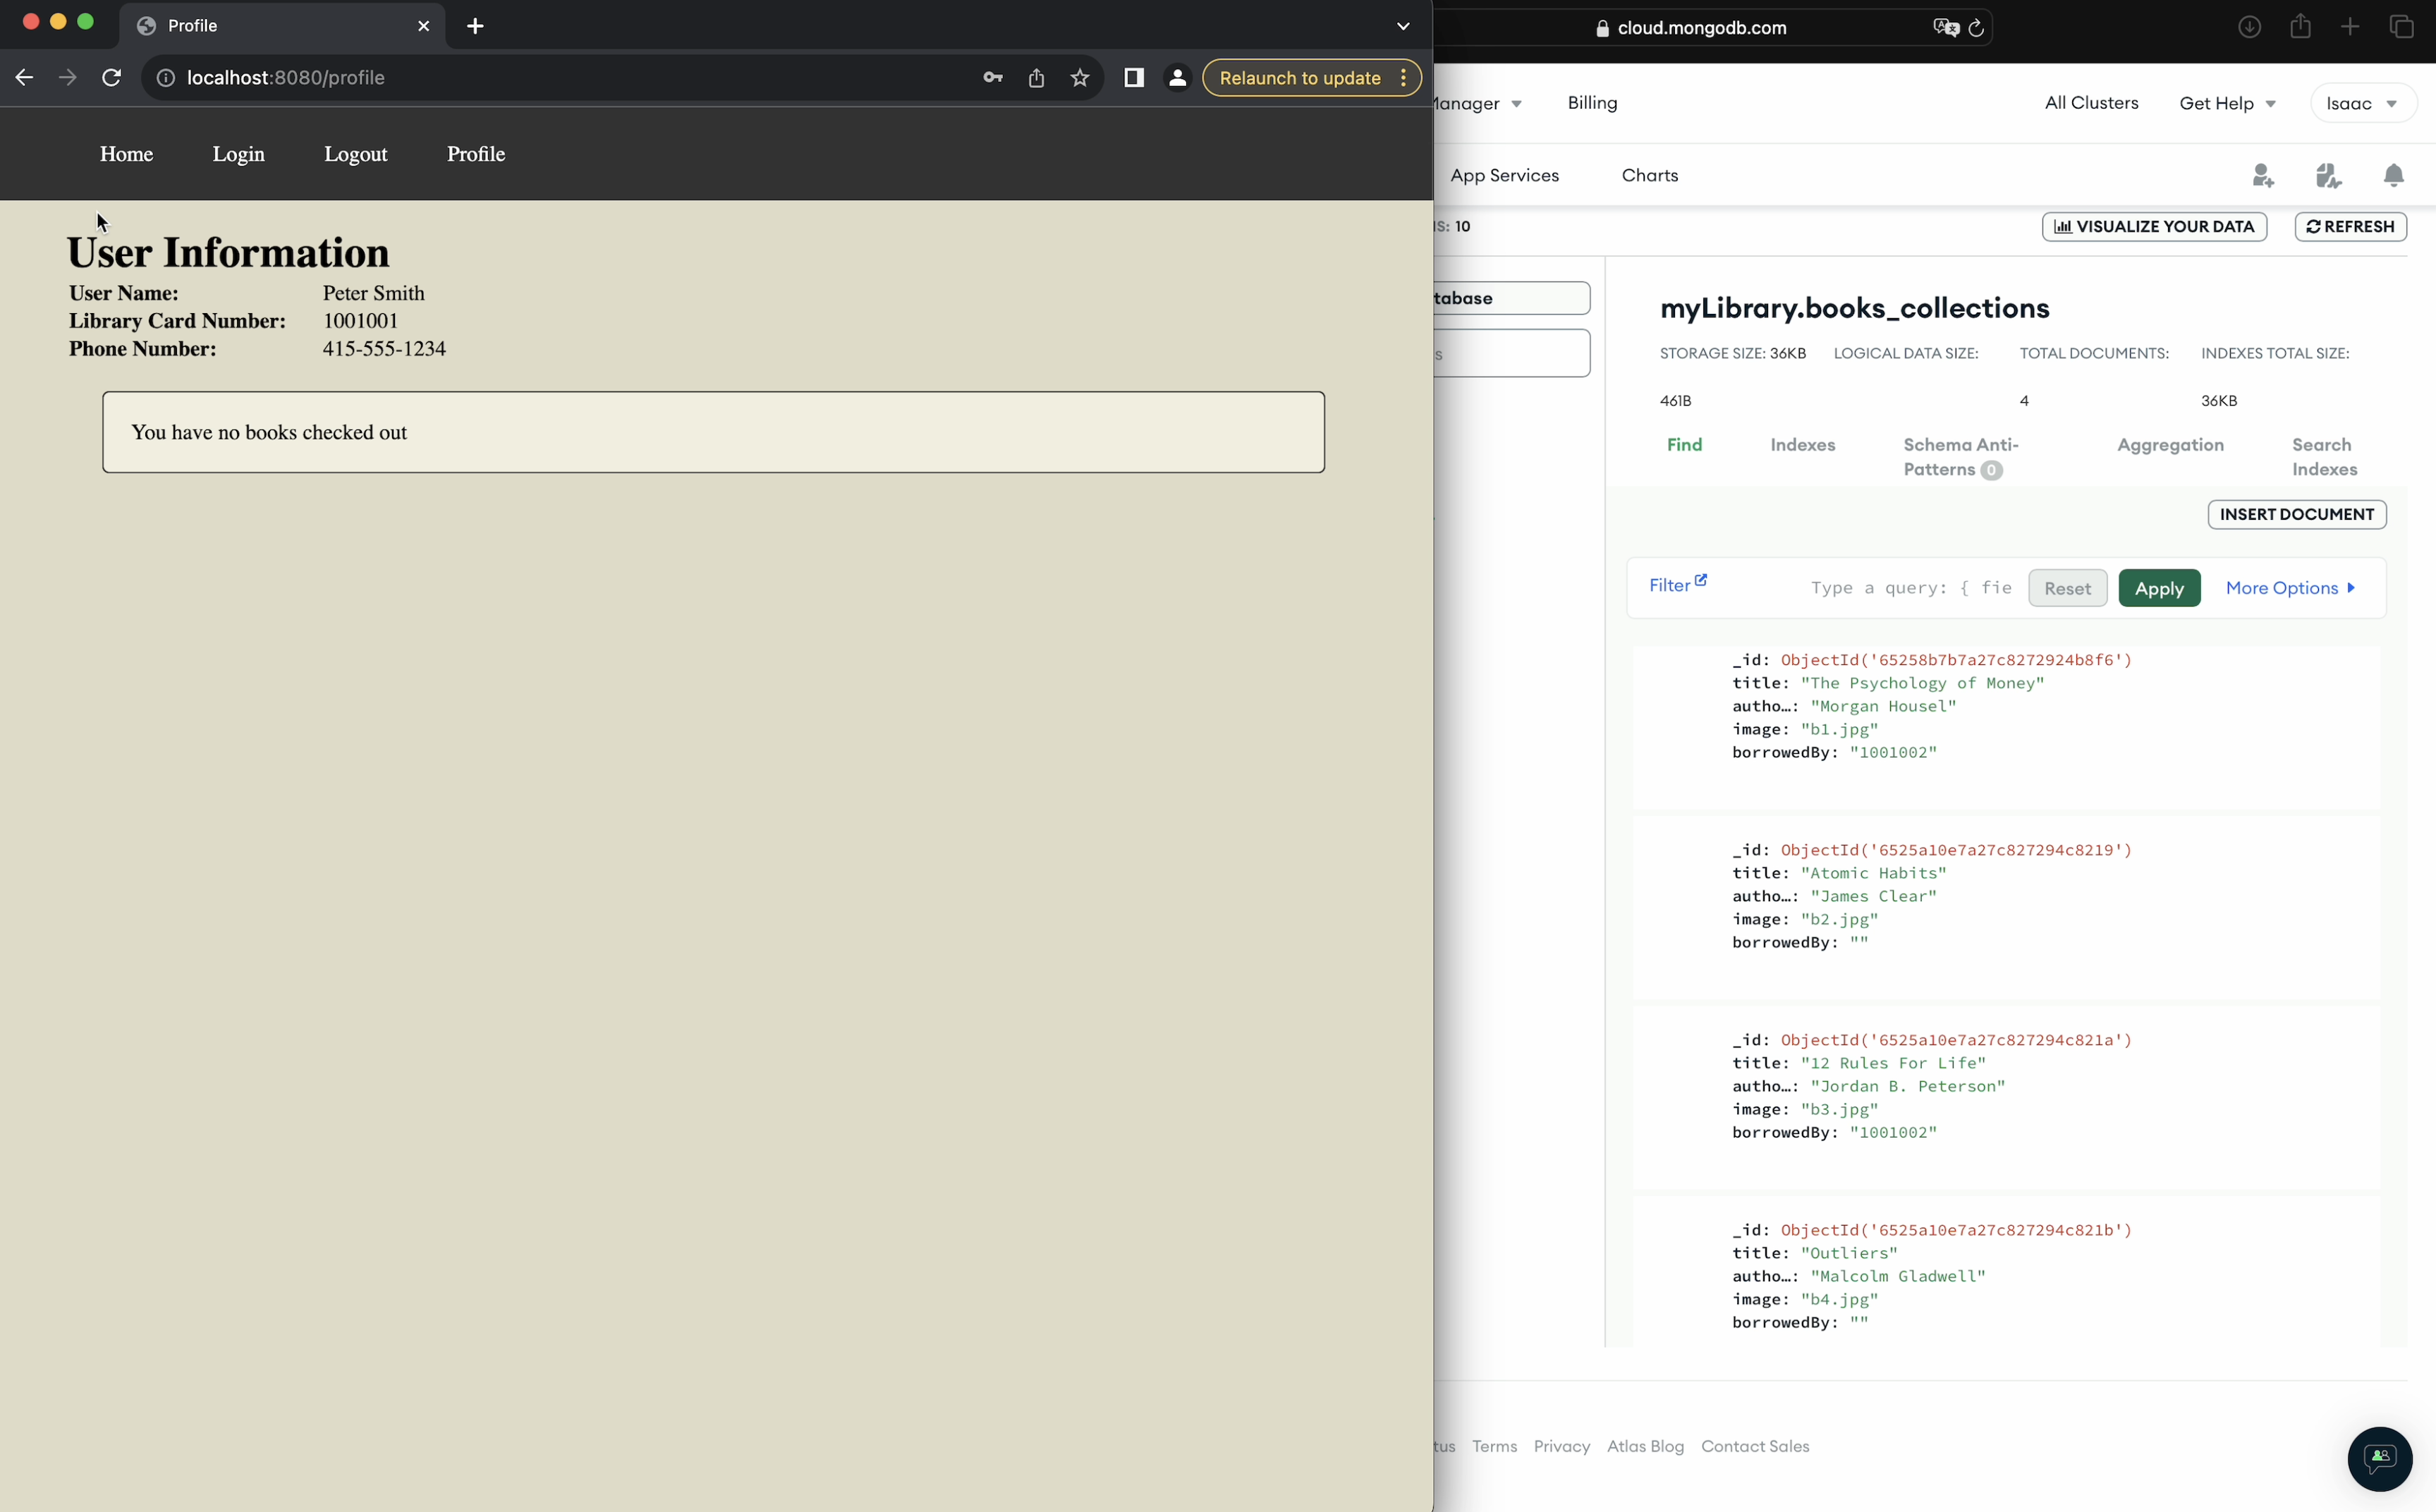 Profile
localhost:8080/profile
Relaunch to update
Home Login Logout Profile
User Information
User Name: Peter Smith
Library Card Number: 1001001
Phone Number: 415-555-1234
You have no books checked out
cloud.mongodb.com
Billing
All Clusters Get Help Isaac
App Services Charts
S: 10
VISUALIZE YOUR DATA REFRESH
tabase
s
myLibrary.books_collections
STORAGE SIZE: 36KB LOGICAL DATA SIZE: TOTAL DOCUMENTS: INDEXES TOTAL SIZE:
461B 4 36KB
Find Indexes Schema Anti- Aggregation Search
Patterns 0 Indexes
INSERT DOCUMENT
Filter Type a query: { fie Reset Apply More Options
_id: ObjectId('65258b7b7a27c8272924b8f6')
title: "The Psychology of Money"
autho…: "Morgan Housel"
image: "b1.jpg"
borrowedBy: "1001002"
_id: ObjectId('6525a10e7a27c827294c8219')
title: "Atomic Habits"
autho…: "James Clear"
image: "b2.jpg"
borrowedBy: ""
_id: ObjectId('6525a10e7a27c827294c821a')
title: "12 Rules For Life"
autho…: "Jordan B. Peterson"
image: "b3.jpg"
borrowedBy: "1001002"
_id: ObjectId('6525a10e7a27c827294c821b')
title: "Outliers"
autho…: "Malcolm Gladwell"
image: "b4.jpg"
borrowedBy: ""
tus Terms Privacy Atlas Blog Contact Sales